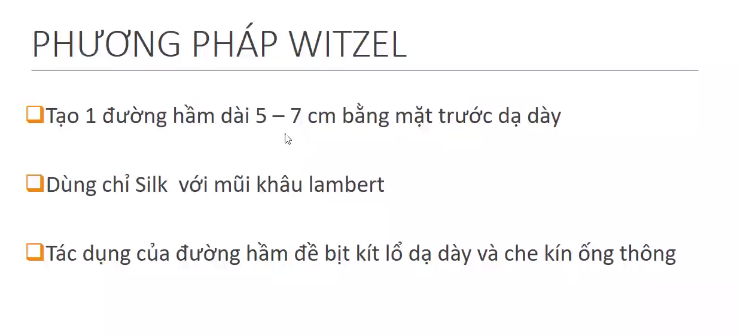 PHƯƠNG PHÁP WITZEL
Tạo 1 đường hầm dài 5 – 7 cm bằng mặt trước dạ dày
Dùng chỉ Silk với mũi khâu lambert
Tác dụng của đường hầm đề bịt kít lổ dạ dày và che kín ống thông